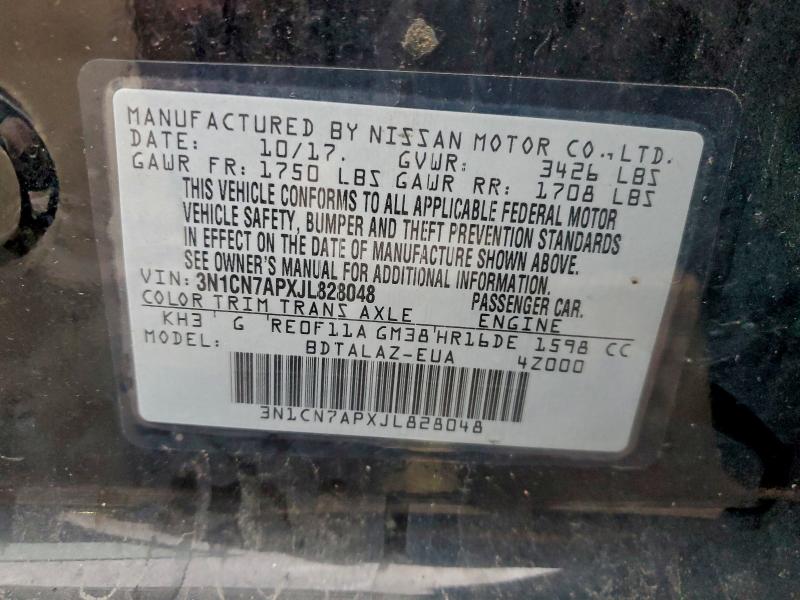 MANUFACTURED BY NISSAN MOTOR CO.,LTD.
DATE: 10/17. GVWR: 3426 LBS
GAWR FR: 1750 LBS GAWR RR: 1708 LBS
THIS VEHICLE CONFORMS TO ALL APPLICABLE FEDERAL MOTOR
VEHICLE SAFETY, BUMPER AND THEFT PREVENTION STANDARDS
IN EFFECT ON THE DATE OF MANUFACTURE SHOWN ABOVE.
SEE OWNER'S MANUAL FOR ADDITIONAL INFORMATION.
VIN: 3N1CN7APXJL828048 PASSENGER CAR.
COLOR TRIM TRANS AXLE ENGINE
KH3 ' G 'RE0F11A GM38'HR16DE 1598 CC
MODEL: BDTALAZ-EUA 4Z000
3N1CN7APXJL828048